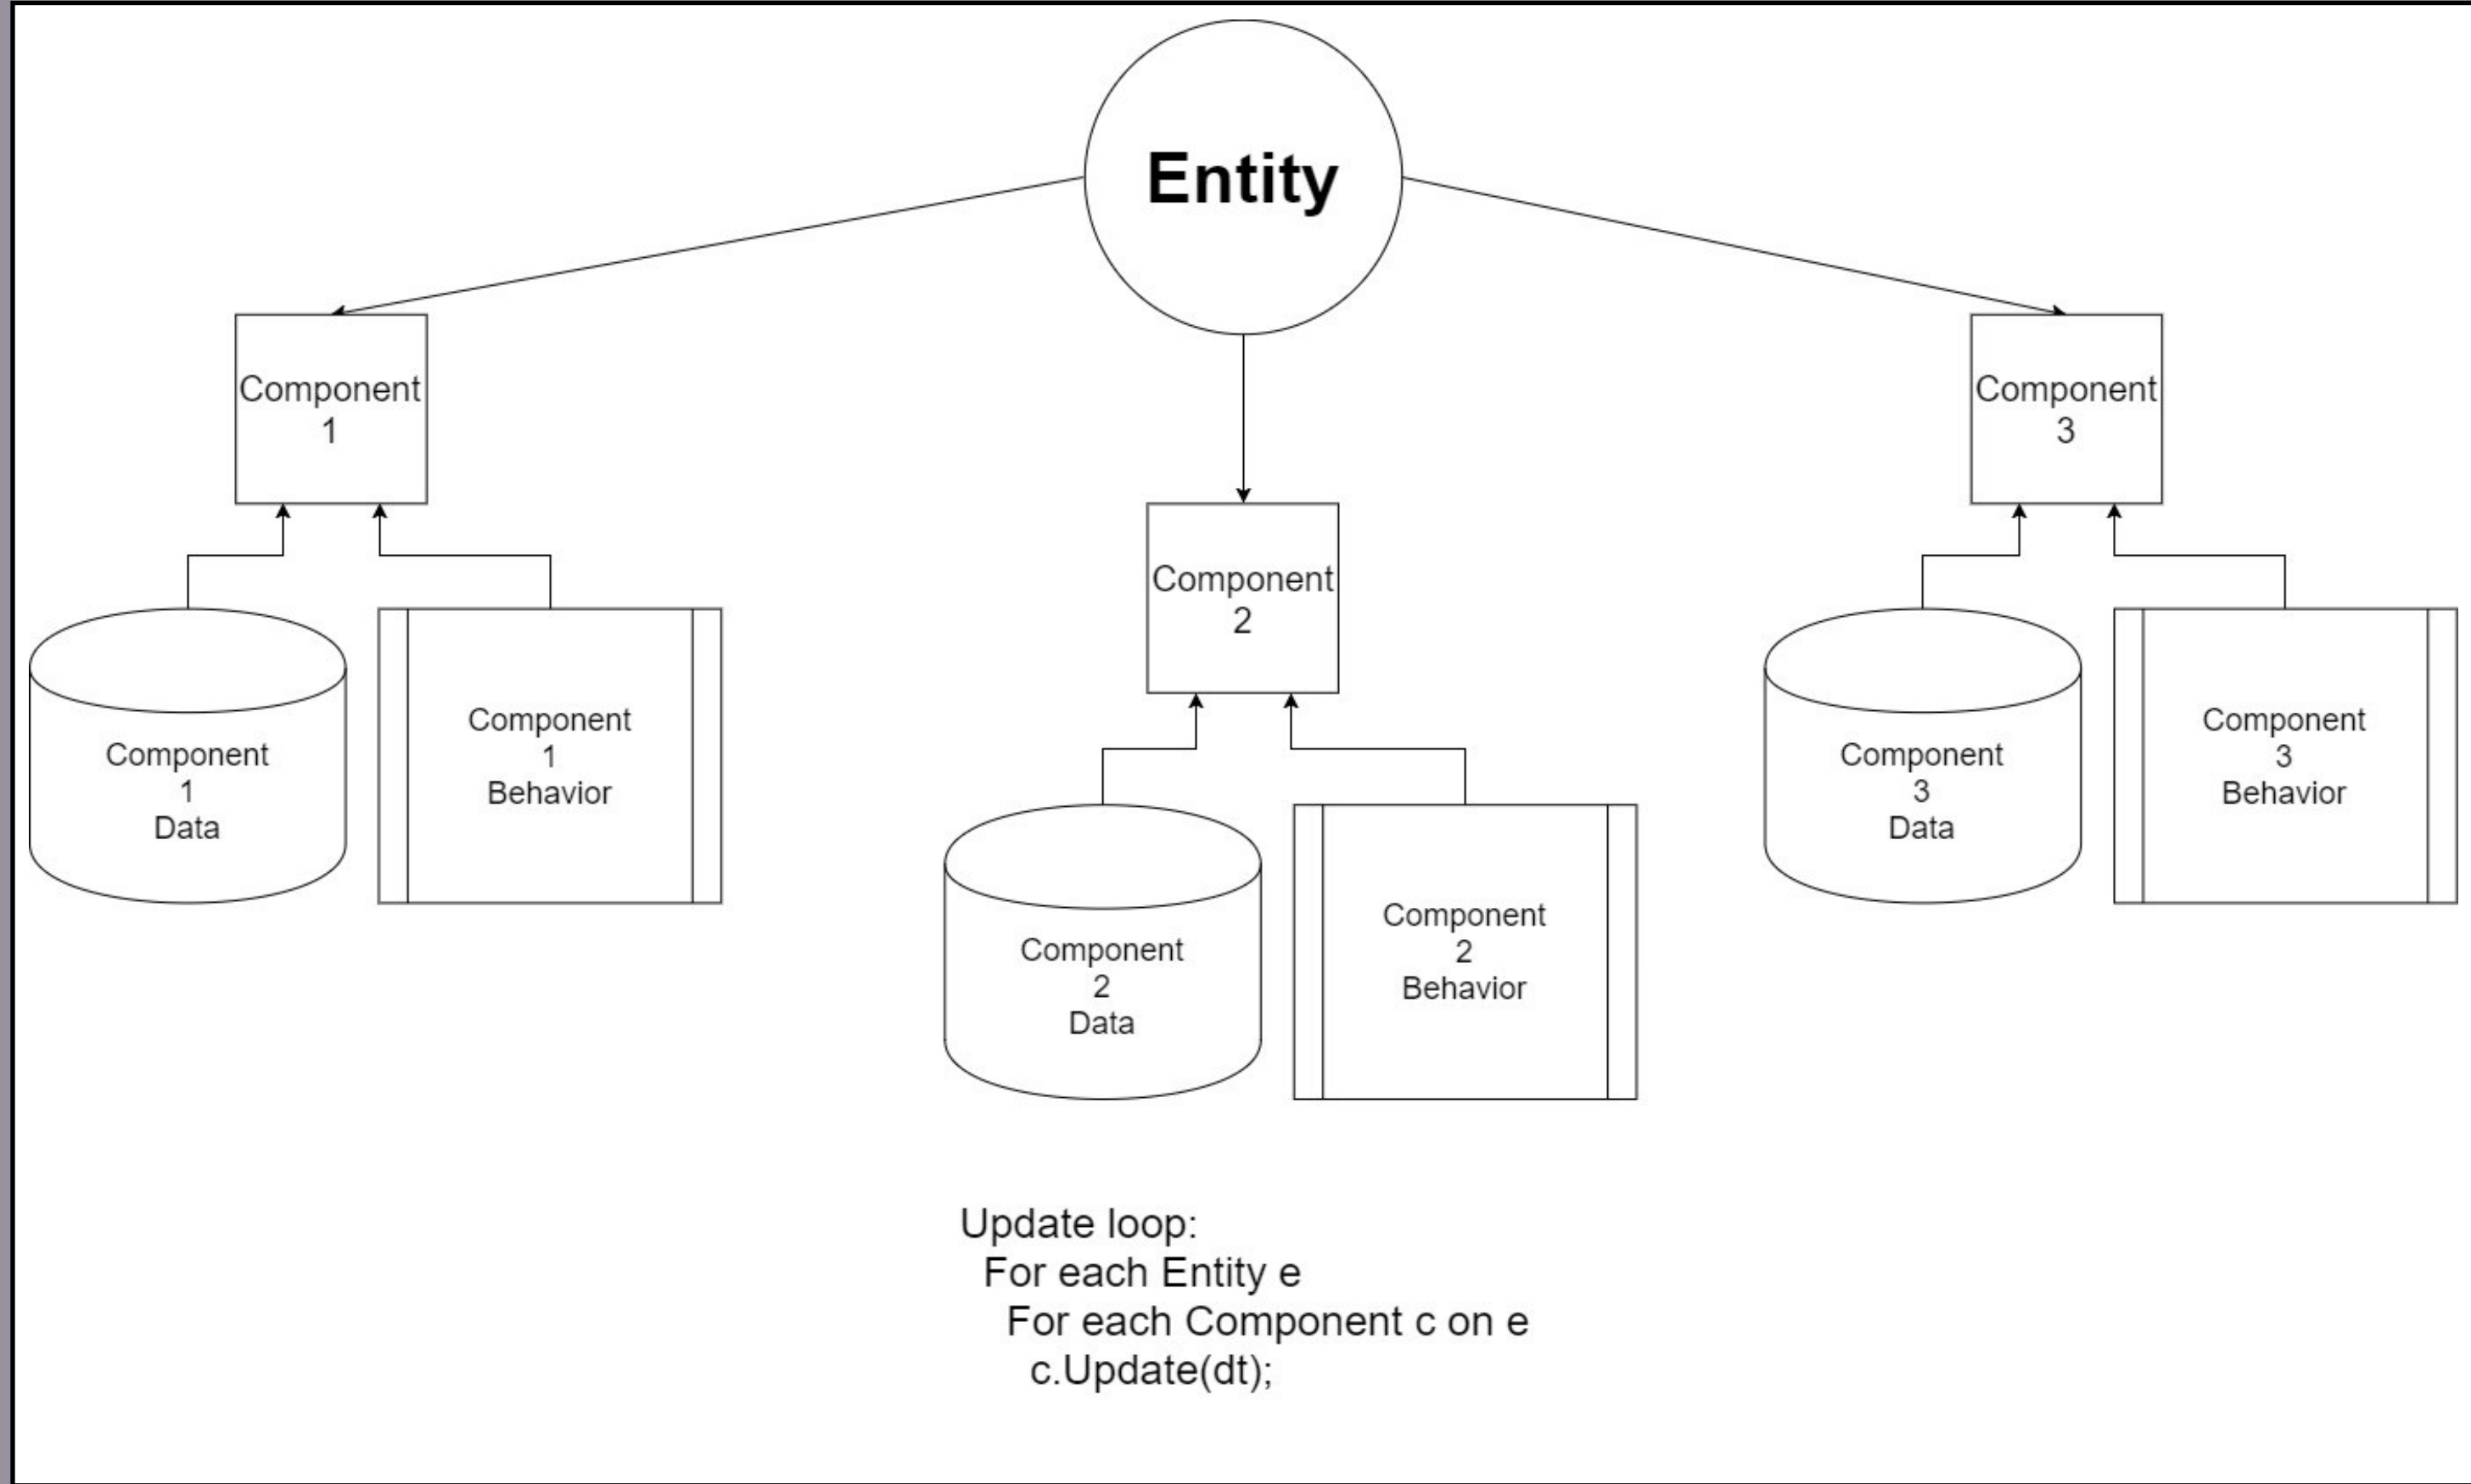 Entity
Component
1
Component
3
Component
2
Component
1
Data
Component
1
Behavior
Component
3
Data
Component
3
Behavior
Component
2
Data
Component
2
Behavior
Update loop:
For each Entity e
For each Component c on e
c.Update(dt);